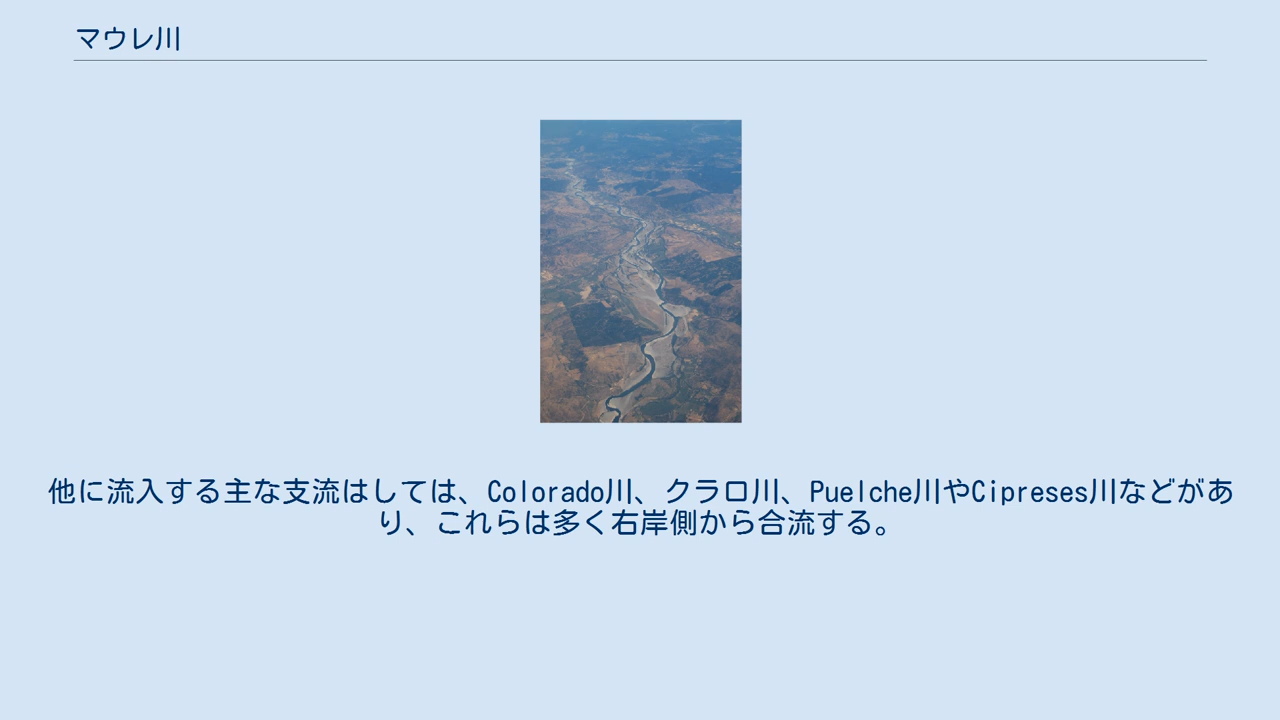 マウレ川
他に流入する主な支流はしては、Colorado川、クラロ川、Puelche川やCipreses川などがあ
り、これらは多く右岸側から合流する。